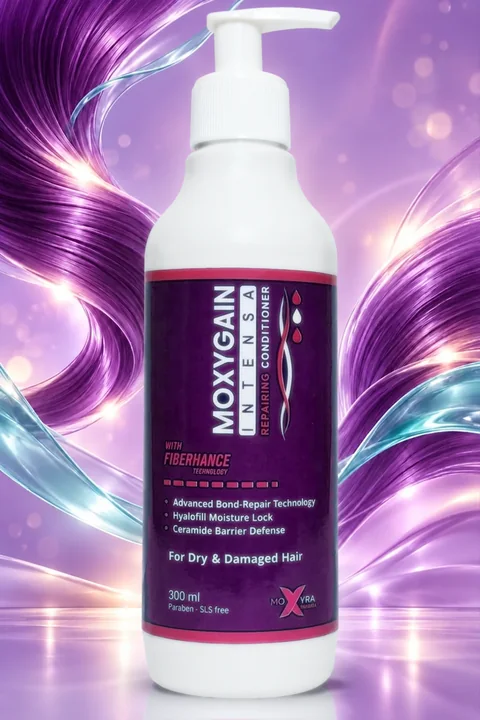 MOXYGAIN
INTENSA
REPAIRING CONDITIONER
WITH
FIBERHANCE
TECHNOLOGY
• Advanced Bond-Repair Technology
• Hyalofill Moisture Lock
• Ceramide Barrier Defense
For Dry & Damaged Hair
300 ml
Paraben - SLS free
MOXYRA